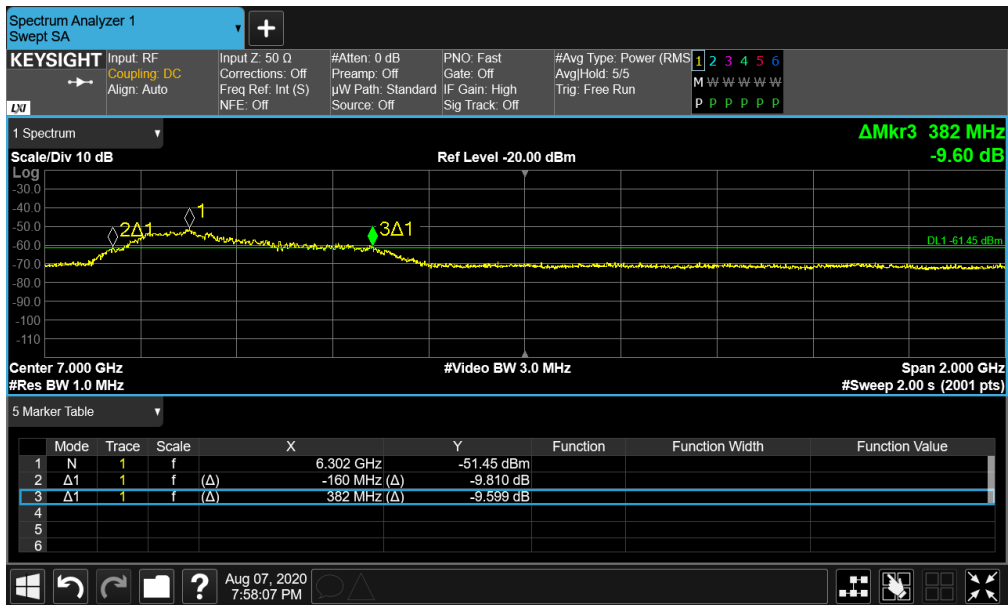 Spectrum Analyzer 1
Swept SA
KEYSIGHT Input: RF Input Z: 50 Ω #Atten: 0 dB PNO: Fast #Avg Type: Power (RMS 1 2 3 4 5 6
Coupling: DC Corrections: Off Preamp: Off Gate: Off Avg|Hold: 5/5 M W W W W W
Align: Auto Freq Ref: Int (S) µW Path: Standard IF Gain: High Trig: Free Run
LXI NFE: Off Source: Off Sig Track: Off P P P P P P
1 Spectrum ΔMkr3 382 MHz
Scale/Div 10 dB Ref Level -20.00 dBm -9.60 dB
Log
-30.0
-40.0
1
-50.0
2Δ1 3Δ1
-60.0
DL1 -61.45 dBm
-70.0
-80.0
-90.0
-100
-110
Center 7.000 GHz #Video BW 3.0 MHz Span 2.000 GHz
#Res BW 1.0 MHz #Sweep 2.00 s (2001 pts)
5 Marker Table
Mode Trace Scale X Y Function Function Width Function Value
1 N 1 f 6.302 GHz -51.45 dBm
2 Δ1 1 f (Δ) -160 MHz (Δ) -9.810 dB
3 Δ1 1 f (Δ) 382 MHz (Δ) -9.599 dB
4
5
6
? Aug 07, 2020
7:58:07 PM